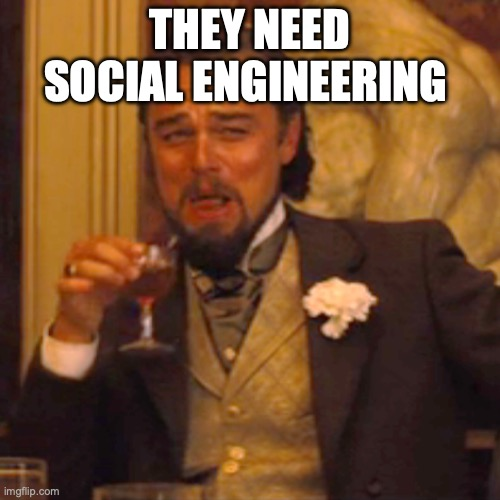 THEY NEED
SOCIAL ENGINEERING
imgflip.com